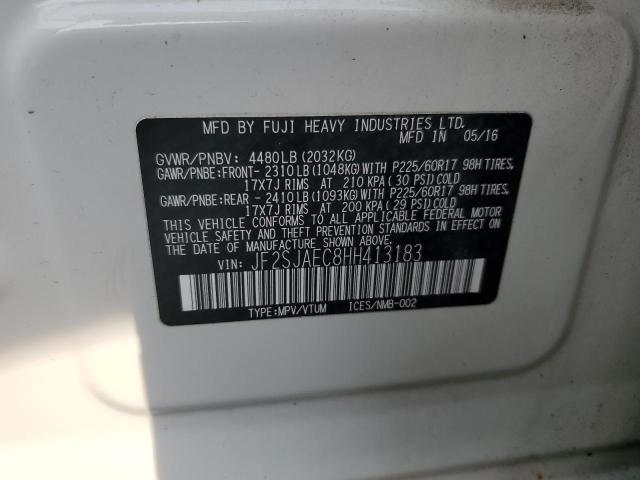 MFD BY FUJI HEAVY INDUSTRIES LTD.
MFD IN 05/16
GVWR/PNBV: 4480LB (2032KG)
GAWR/PNBE:FRONT- 2310LB (1048KG) WITH P225/60R17 98H TIRES,
17X7J RIMS AT 210 KPA (30 PSI) COLD
GAWR/PNBE:REAR - 2410LB (1093KG) WITH P225/60R17 98H TIRES,
17X7J RIMS AT 200 KPA (29 PSI) COLD
THIS VEHICLE CONFORMS TO ALL APPLICABLE FEDERAL MOTOR
VEHICLE SAFETY STANDARDS IN EFFECT ON
THE DATE OF MANUFACTURE SHOWN ABOVE.
VIN: JF2SJAEC8HH413183
TYPE:MPV/VTUM ICES/NMB-002